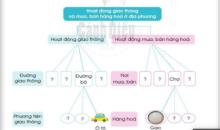 Hoạt động giao thông
và mua, bán hàng hoá ở địa phương
Hoạt động giao thông
Hoạt động mua, bán hàng hoá
Đường giao thông
?
?
Đường bộ
?
Nơi mua, bán
?
?
Chợ
?
Phương tiện giao thông
?
?
Ô tô
Hàng hoá
Gạo
?
?
?